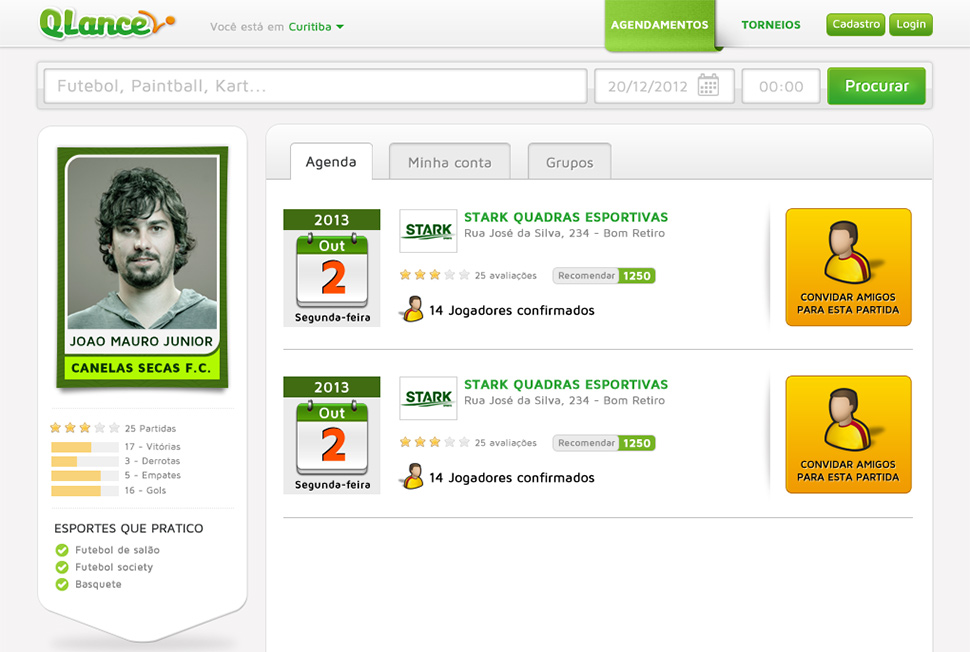 QLance
Você está em Curitiba
AGENDAMENTOS
TORNEIOS
Cadastro
Login
Futebol, Paintball, Kart...
20/12/2012
00:00
Procurar
JOAO MAURO JUNIOR
CANELAS SECAS F.C.
25 Partidas
17 - Vitórias
3 - Derrotas
5 - Empates
16 - Gols
ESPORTES QUE PRATICO
Futebol de salão
Futebol society
Basquete
Agenda
Minha conta
Grupos
2013
Out
2
Segunda-feira
STARK
STARK QUADRAS ESPORTIVAS
Rua José da Silva, 234 - Bom Retiro
25 avaliações
Recomendar 1250
14 Jogadores confirmados
CONVIDAR AMIGOS
PARA ESTA PARTIDA
2013
Out
2
Segunda-feira
STARK
STARK QUADRAS ESPORTIVAS
Rua José da Silva, 234 - Bom Retiro
25 avaliações
Recomendar 1250
14 Jogadores confirmados
CONVIDAR AMIGOS
PARA ESTA PARTIDA